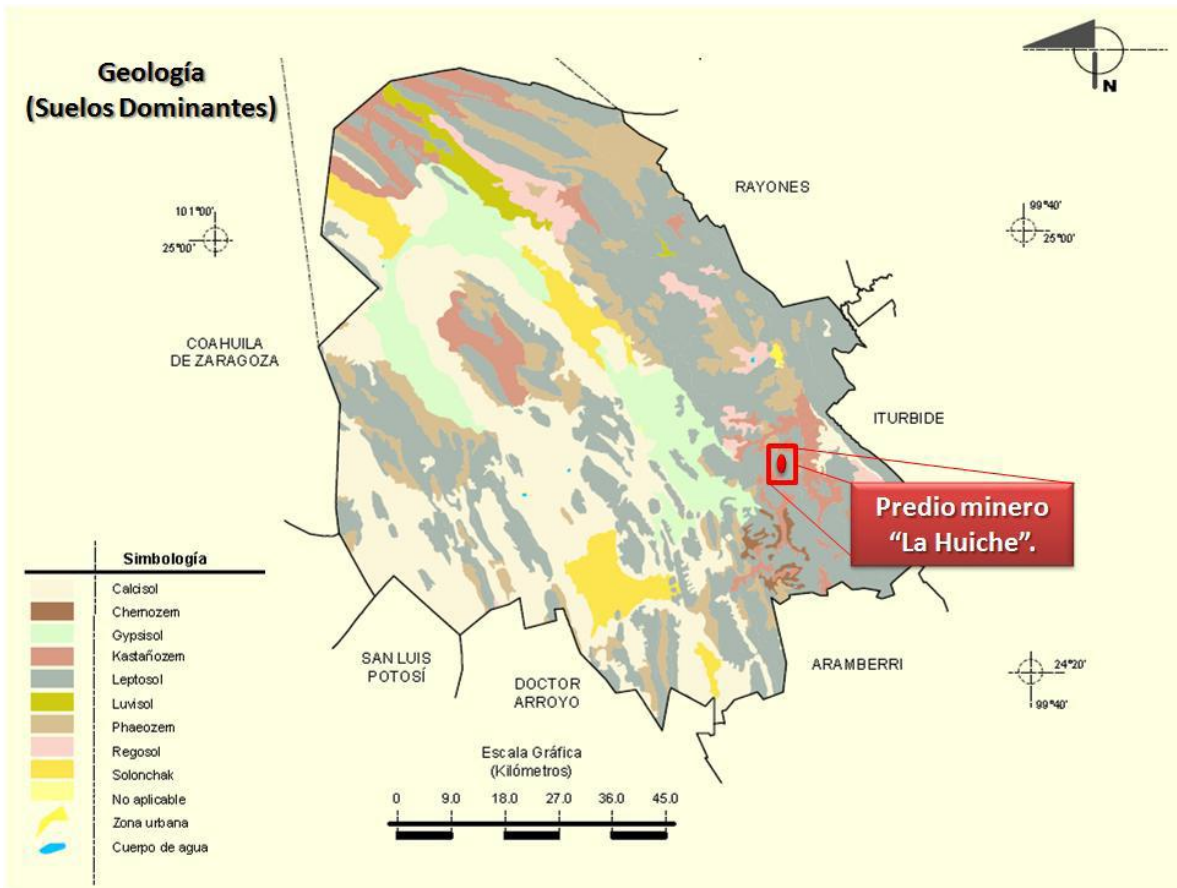 Geología
(Suelos Dominantes)
N
RAYONES
101°00'
25°00'
99°40'
25°00'
COAHUILA
DE ZARAGOZA
ITURBIDE
Predio minero
“La Huiche”.
Simbología
Calcisol
Chernozem
Gypsisol
Kastañozem
Leptosol
Luvisol
Phaeozem
Regosol
Solonchak
No aplicable
Zona urbana
Cuerpo de agua
SAN LUIS
POTOSÍ
DOCTOR
ARROYO
ARAMBERRI
24°20'
99°40'
Escala Gráfica
(Kilómetros)
0 9.0 18.0 27.0 36.0 45.0